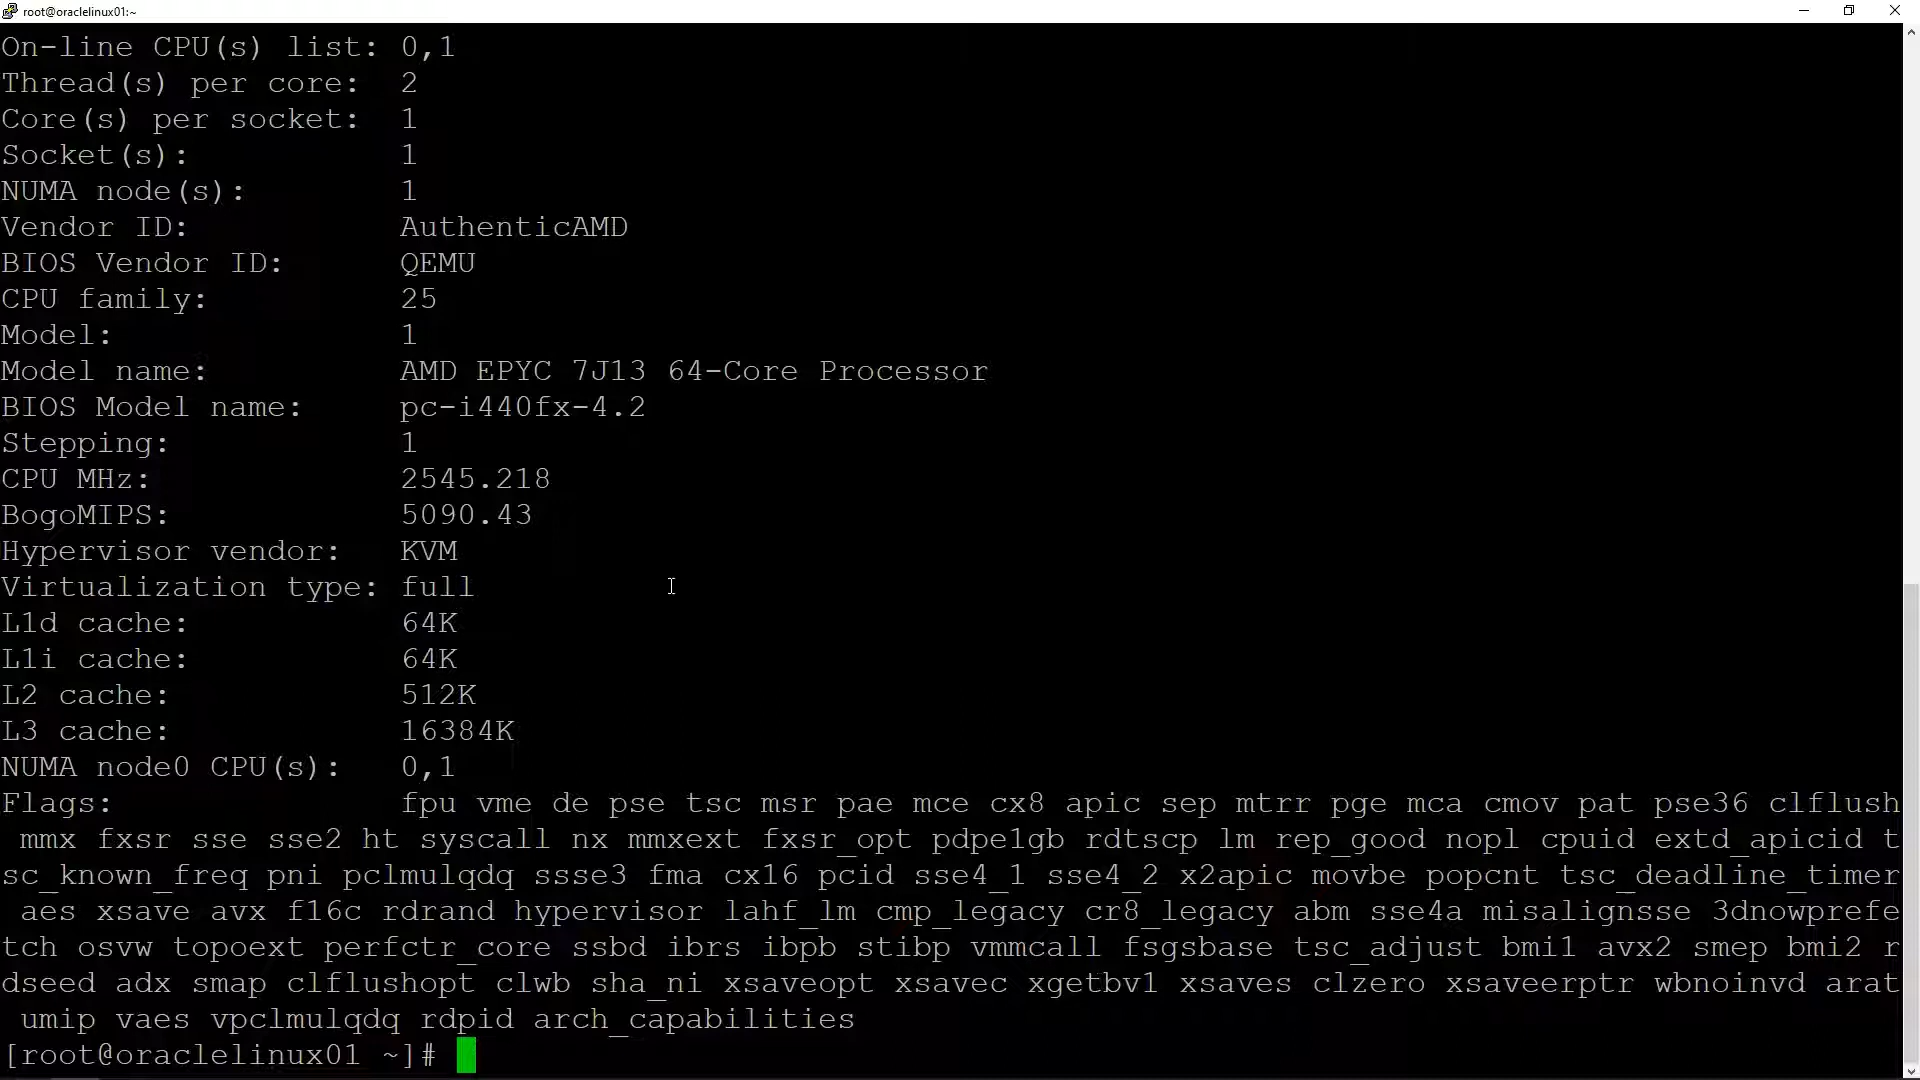 root@oraclelinux01:~
On-line CPU(s) list: 0,1
Thread(s) per core:  2
Core(s) per socket:  1
Socket(s):           1
NUMA node(s):        1
Vendor ID:           AuthenticAMD
BIOS Vendor ID:      QEMU
CPU family:          25
Model:               1
Model name:          AMD EPYC 7J13 64-Core Processor
BIOS Model name:     pc-i440fx-4.2
Stepping:            1
CPU MHz:             2545.218
BogoMIPS:            5090.43
Hypervisor vendor:   KVM
Virtualization type: full
L1d cache:           64K
L1i cache:           64K
L2 cache:            512K
L3 cache:            16384K
NUMA node0 CPU(s):   0,1
Flags:               fpu vme de pse tsc msr pae mce cx8 apic sep mtrr pge mca cmov pat pse36 clflush
 mmx fxsr sse sse2 ht syscall nx mmxext fxsr_opt pdpe1gb rdtscp lm rep_good nopl cpuid extd_apicid t
sc_known_freq pni pclmulqdq ssse3 fma cx16 pcid sse4_1 sse4_2 x2apic movbe popcnt tsc_deadline_timer
 aes xsave avx f16c rdrand hypervisor lahf_lm cmp_legacy cr8_legacy abm sse4a misalignsse 3dnowprefe
tch osvw topoext perfctr_core ssbd ibrs ibpb stibp vmmcall fsgsbase tsc_adjust bmi1 avx2 smep bmi2 r
dseed adx smap clflushopt clwb sha_ni xsaveopt xsavec xgetbv1 xsaves clzero xsaveerptr wbnoinvd arat
 umip vaes vpclmulqdq rdpid arch_capabilities
[root@oraclelinux01 ~]#